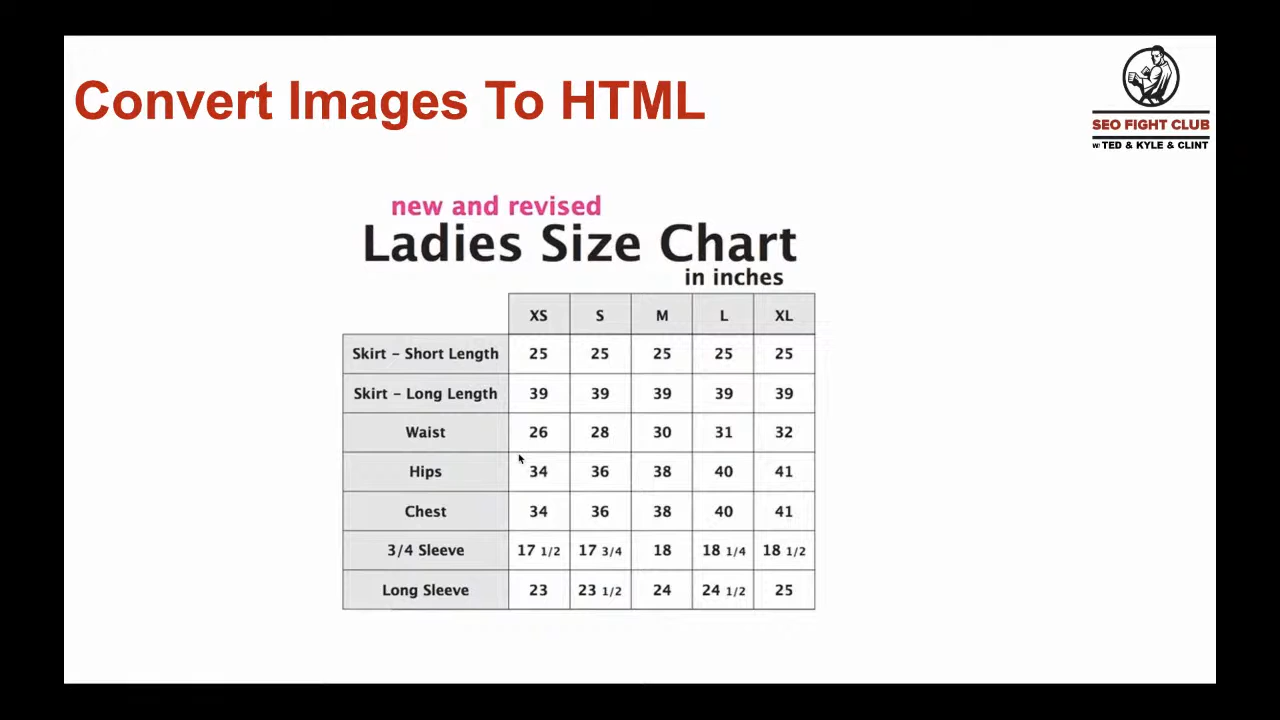 Convert Images To HTML
SEO FIGHT CLUB
W/ TED & KYLE & CLINT
new and revised
Ladies Size Chart
in inches
XS S M L XL
Skirt – Short Length 25 25 25 25 25
Skirt – Long Length 39 39 39 39 39
Waist 26 28 30 31 32
Hips 34 36 38 40 41
Chest 34 36 38 40 41
3/4 Sleeve 17 1/2 17 3/4 18 18 1/4 18 1/2
Long Sleeve 23 23 1/2 24 24 1/2 25